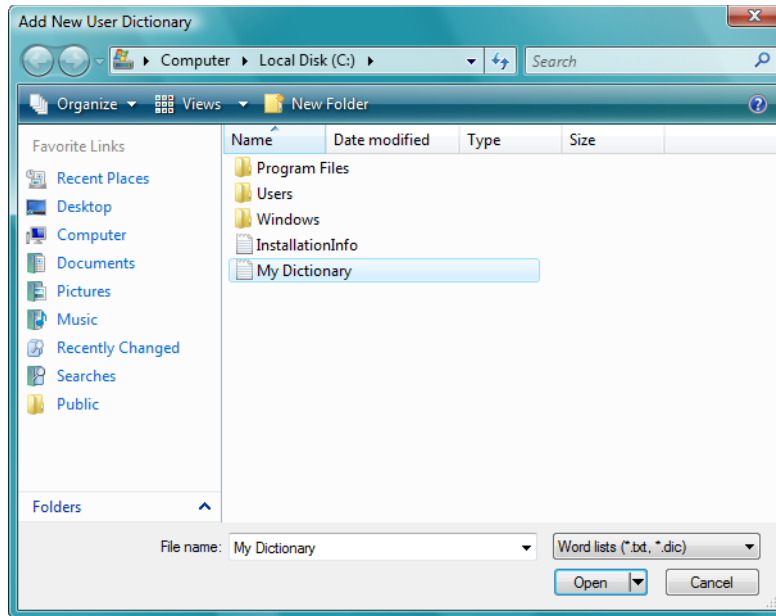 Add New User Dictionary
Computer Local Disk (C:) Search
Organize Views New Folder
Favorite Links
Recent Places
Desktop
Computer
Documents
Pictures
Music
Recently Changed
Searches
Public
Folders
Name Date modified Type Size
Program Files
Users
Windows
InstallationInfo
My Dictionary
File name: My Dictionary Word lists (*.txt, *.dic)
Open Cancel